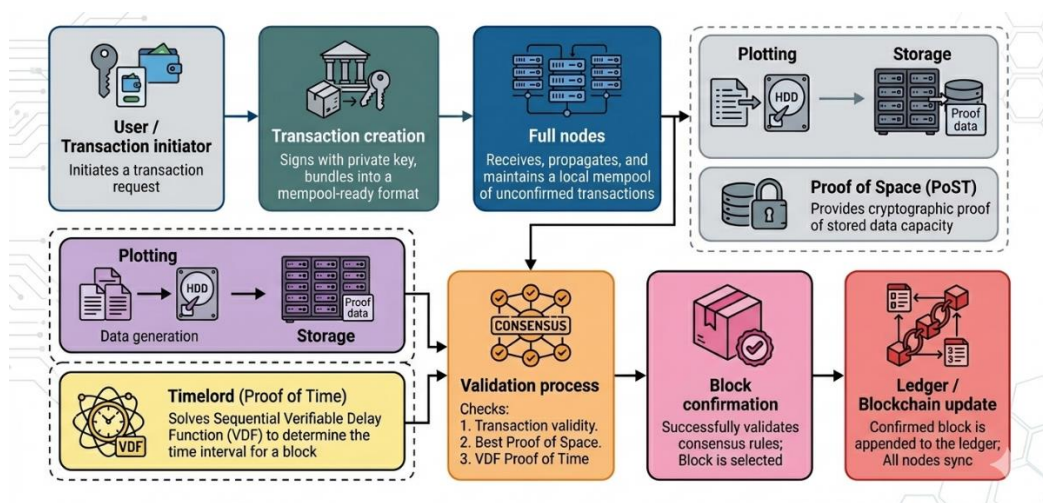 User /
Transaction initiator
Initiates a transaction
request
Transaction creation
Signs with private key,
bundles into a
mempool-ready format
Full nodes
Receives, propagates, and
maintains a local mempool
of unconfirmed transactions
Plotting
HDD
Storage
Proof
data
Proof of Space (PoST)
Provides cryptographic proof
of stored data capacity
Plotting
HDD
Proof
data
Data generation
Storage
Timelord (Proof of Time)
Solves Sequential Verifiable Delay
Function (VDF) to determine the
time interval for a block
VDF
CONSENSUS
Validation process
Checks:
1. Transaction validity.
2. Best Proof of Space.
3. VDF Proof of Time
Block
confirmation
Successfully validates
consensus rules;
Block is selected
Ledger /
Blockchain update
Confirmed block is
appended to the ledger;
All nodes sync